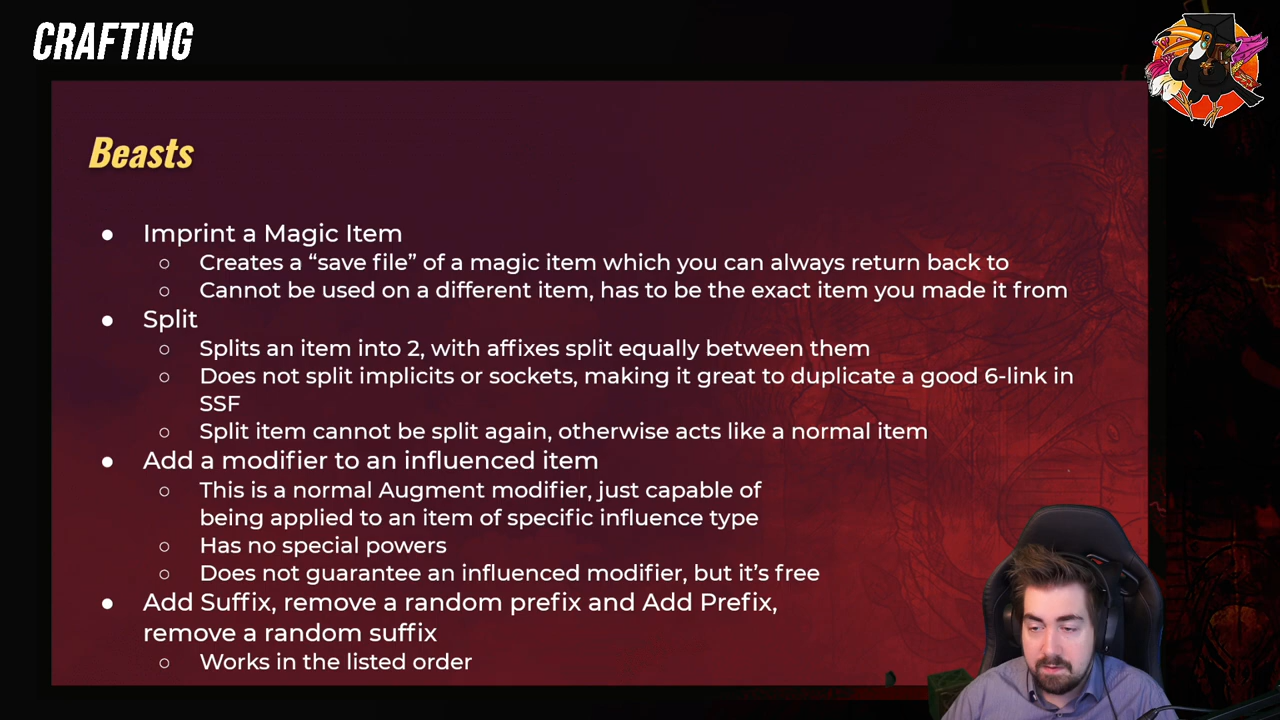 CRAFTING
Beasts
● Imprint a Magic Item
○ Creates a “save file” of a magic item which you can always return back to
○ Cannot be used on a different item, has to be the exact item you made it from
● Split
○ Splits an item into 2, with affixes split equally between them
○ Does not split implicits or sockets, making it great to duplicate a good 6-link in
SSF
○ Split item cannot be split again, otherwise acts like a normal item
● Add a modifier to an influenced item
○ This is a normal Augment modifier, just capable of
being applied to an item of specific influence type
○ Has no special powers
○ Does not guarantee an influenced modifier, but it’s free
● Add Suffix, remove a random prefix and Add Prefix,
remove a random suffix
○ Works in the listed order